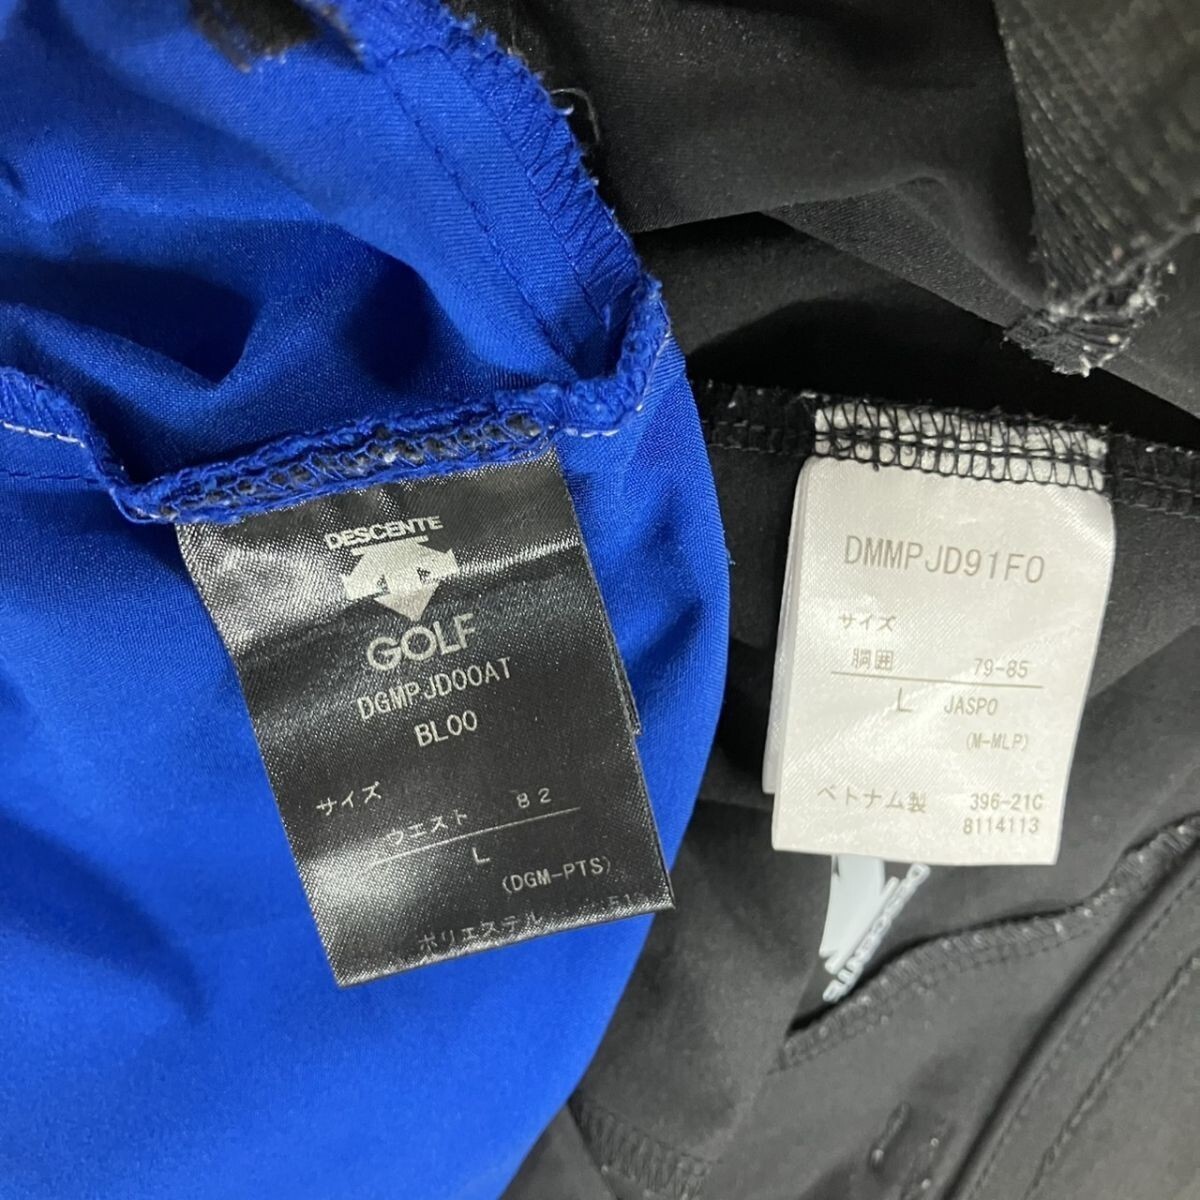 DESCENTE
GOLF
DGMPJD00AT
BL00
サイズ
ウエスト 82
L
(DGM-PTS)
ポリエステル
DMMPJD91F0
サイズ
胴囲 79-85
L JASPO
(M-MLP)
ベトナム製 396-21C
8114113
DESCENTE